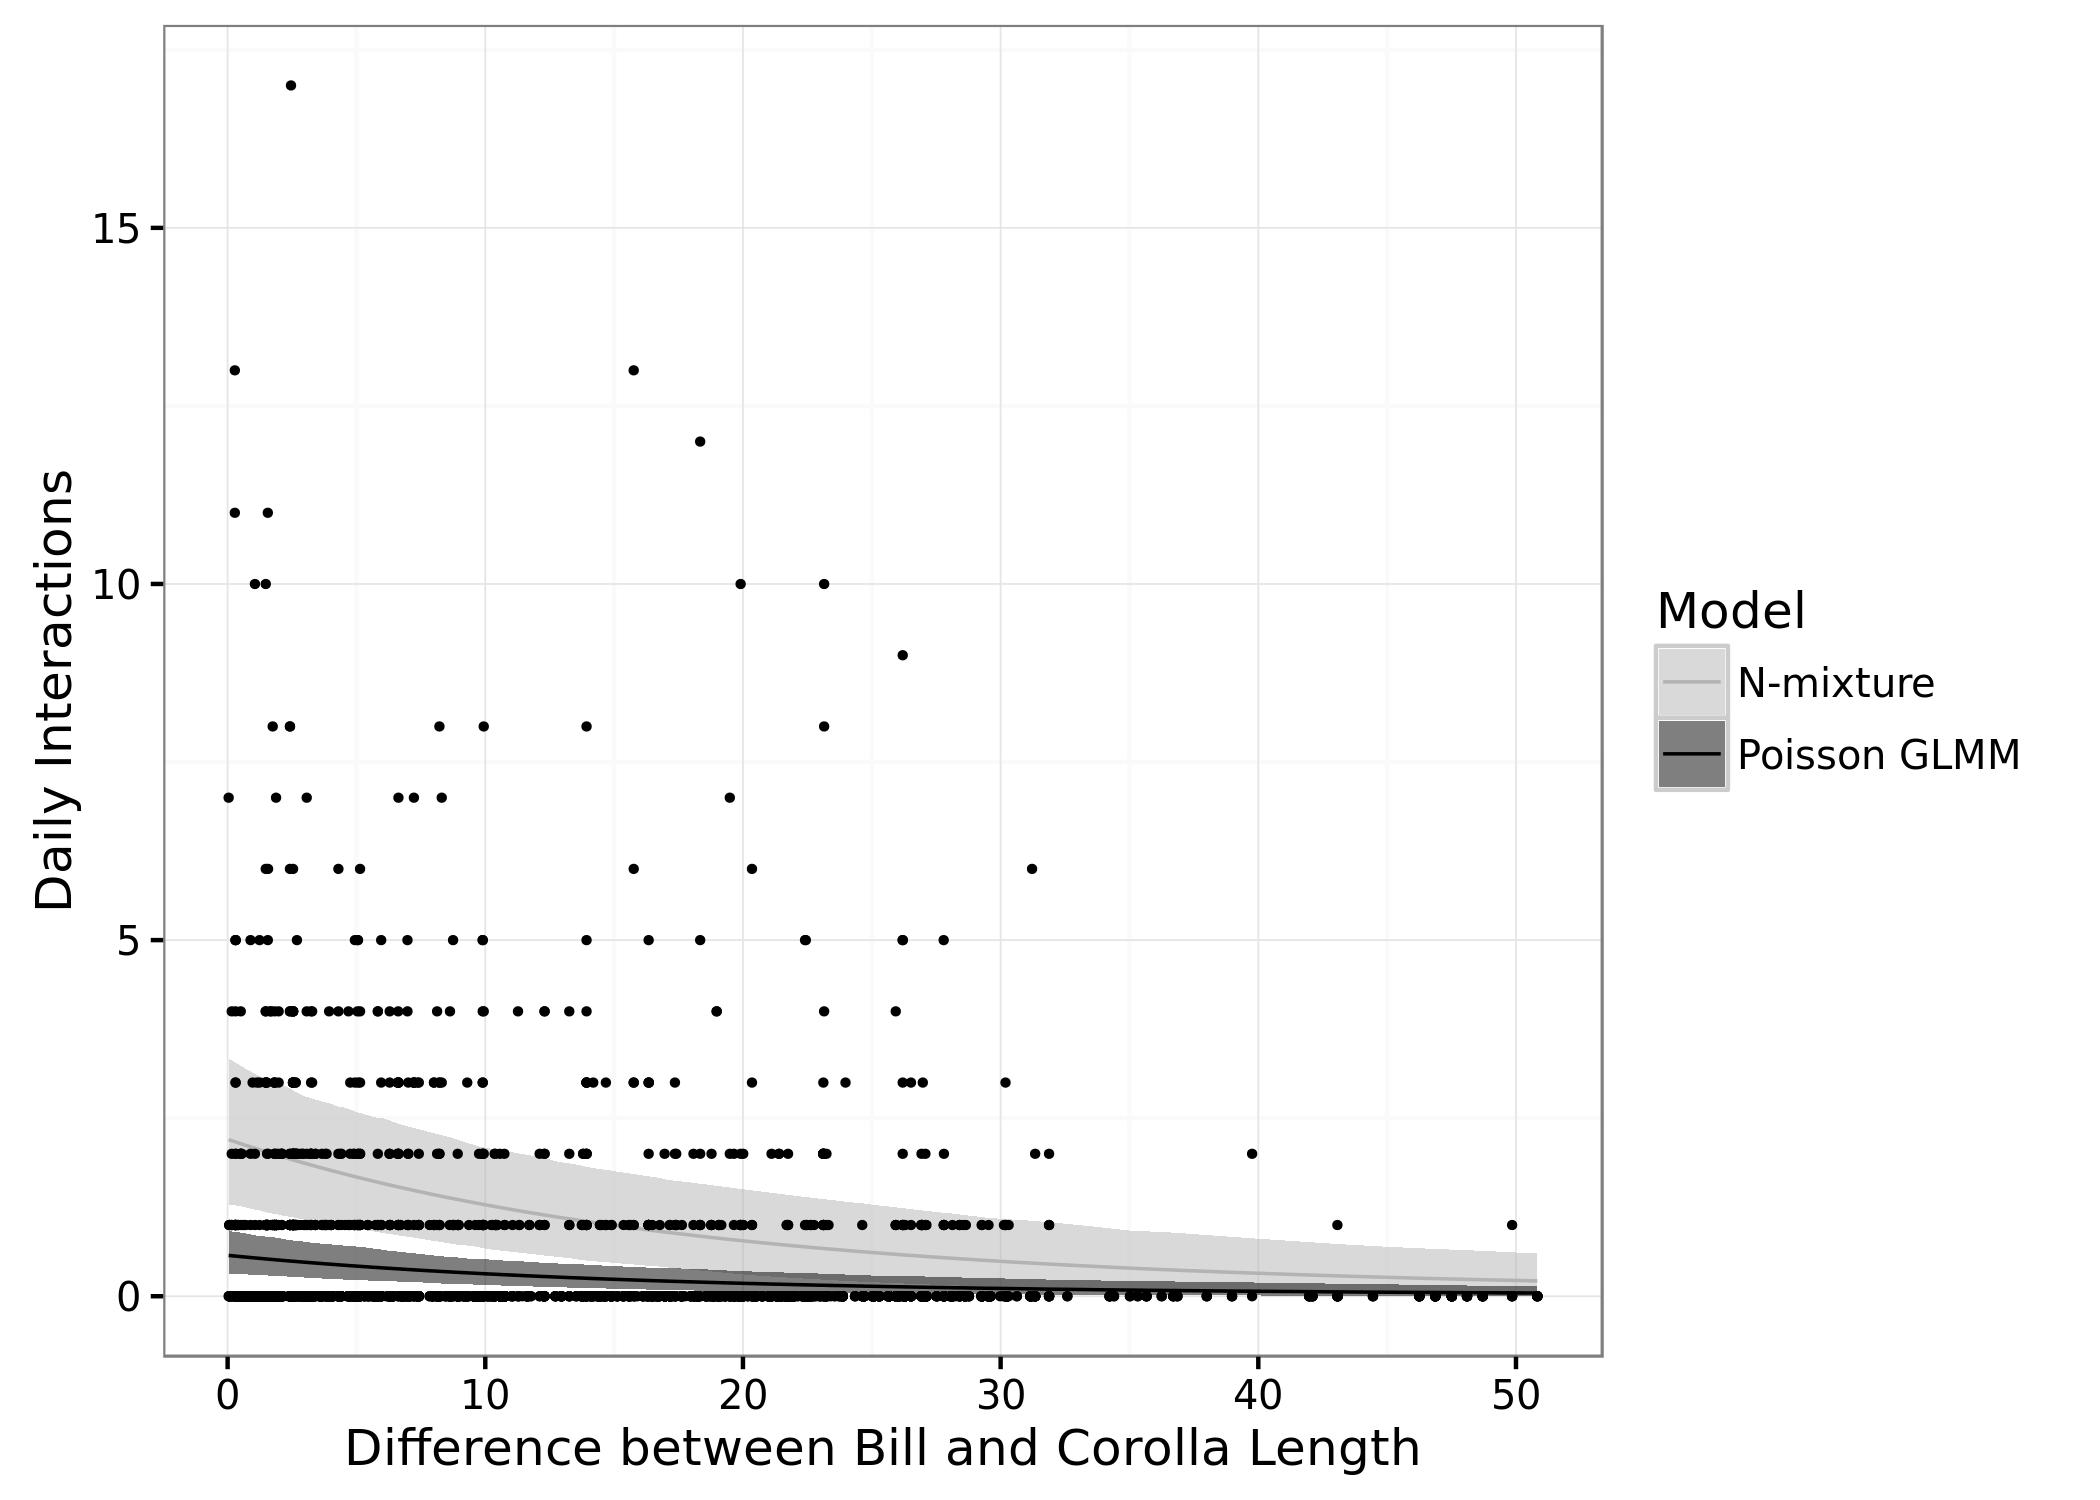 15
10
5
0
Daily Interactions
0 10 20 30 40 50
Difference between Bill and Corolla Length
Model
N-mixture
Poisson GLMM